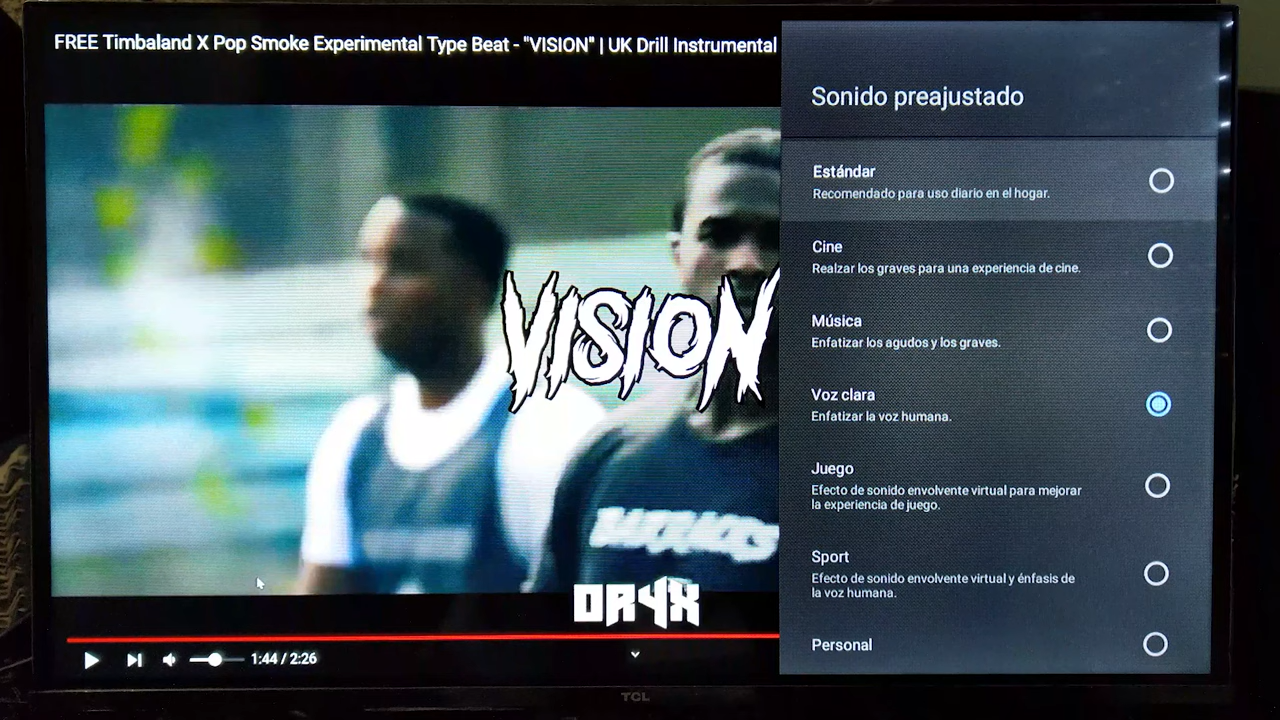 FREE Timbaland X Pop Smoke Experimental Type Beat - "VISION" | UK Drill Instrumental
Sonido preajustado
Estándar
Recomendado para uso diario en el hogar.
Cine
Realzar los graves para una experiencia de cine.
Música
Enfatizar los agudos y los graves.
VISION
Voz clara
Enfatizar la voz humana.
Juego
Efecto de sonido envolvente virtual para mejorar
la experiencia de juego.
Sport
Efecto de sonido envolvente virtual y énfasis de
la voz humana.
OR4X
Personal
1:44 / 2:26
TCL